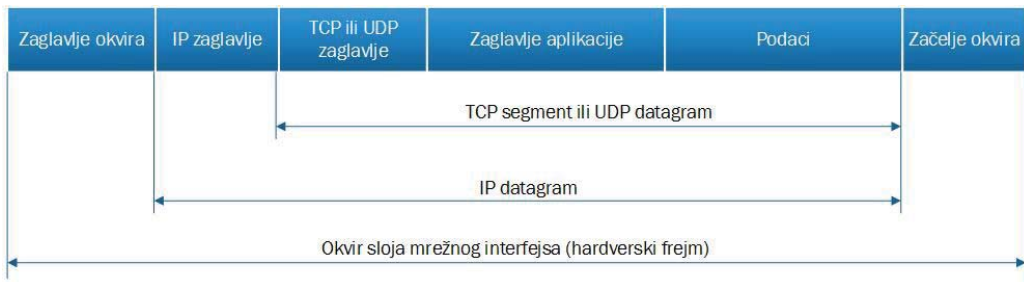 Zaglavlje okvira
IP zaglavlje
TCP ili UDP
zaglavlje
Zaglavlje aplikacije
Podaci
Začelje okvira
TCP segment ili UDP datagram
IP datagram
Okvir sloja mrežnog interfejsa (hardverski frejm)